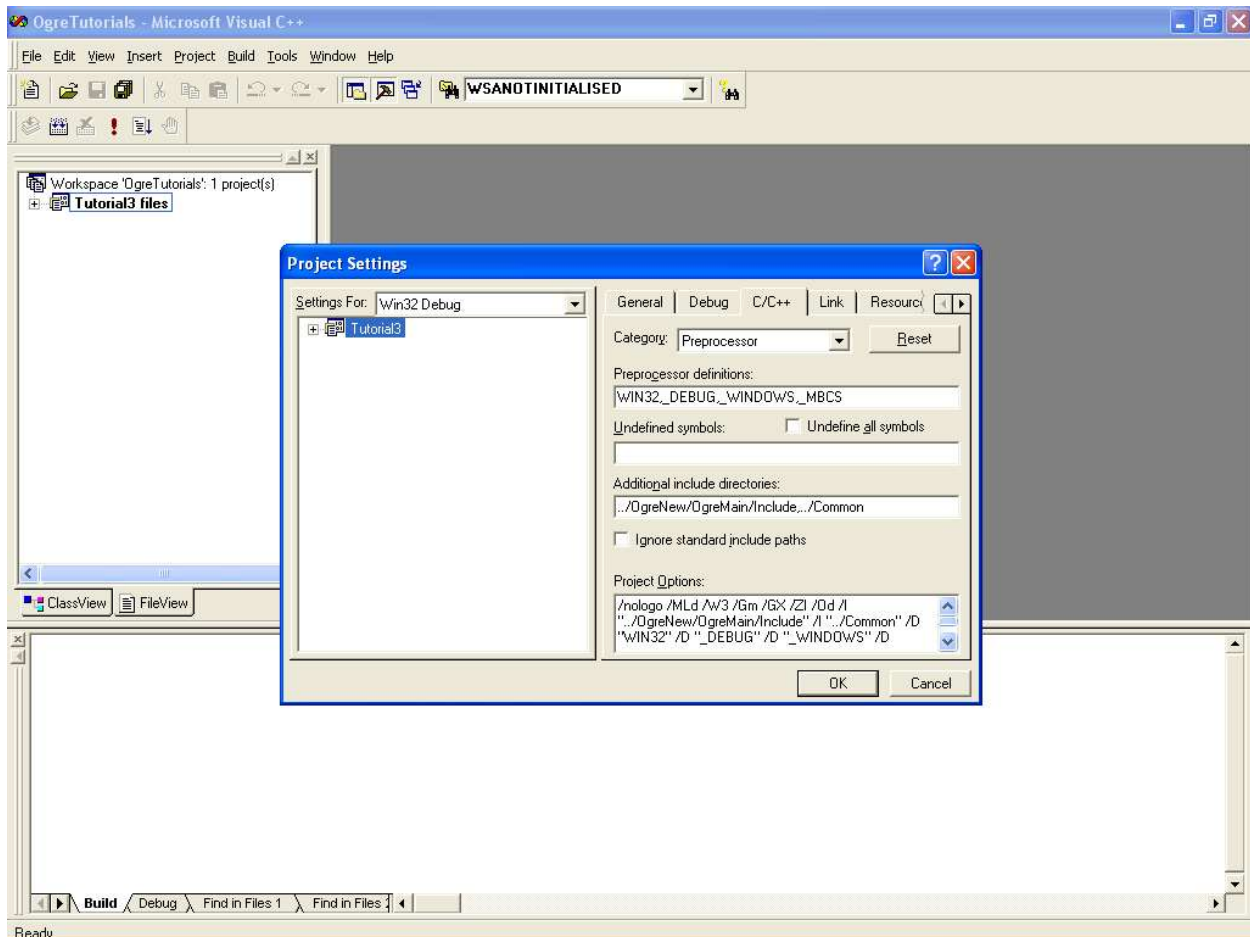 OgreTutorials - Microsoft Visual C++
File Edit View Insert Project Build Tools Window Help
WSANOTINITIALISED
Workspace 'OgreTutorials': 1 project(s)
Tutorial3 files
ClassView FileView
Project Settings
Settings For: Win32 Debug
Tutorial3
General Debug C/C++ Link
Category: Preprocessor Reset
Preprocessor definitions:
WIN32,_DEBUG,_WINDOWS,_MBCS
Undefined symbols: Undefine all symbols
Additional include directories:
../OgreNew/OgreMain/Include,../Common
Ignore standard include paths
Project Options:
/nologo /MLd /W3 /Gm /GX /ZI /Od /I
"../OgreNew/OgreMain/Include" /I "../Common" /D
"WIN32" /D "_DEBUG" /D "_WINDOWS" /D
OK Cancel
Build Debug Find in Files 1 Find in Files
Ready